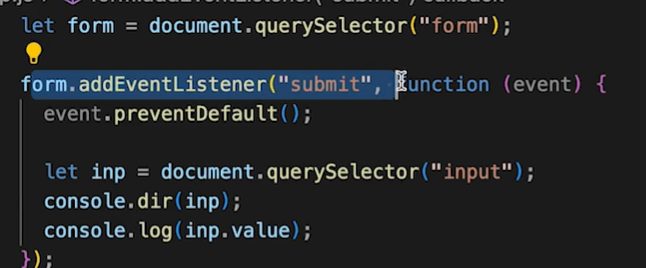 let form = document.querySelector("form");
form.addEventListener("submit", function (event) {
event.preventDefault();
let inp = document.querySelector("input");
console.dir(inp);
console.log(inp.value);
});